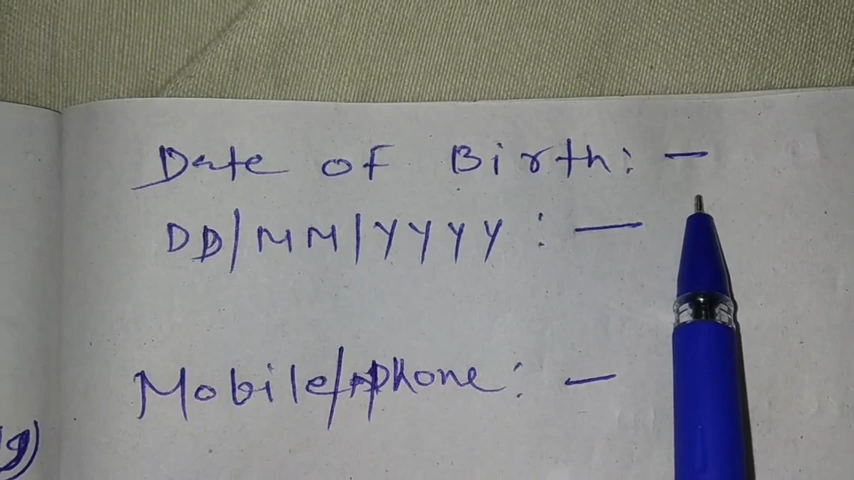 Date of Birth: —
DD/MM/YYYY : —
Mobile/Phone: —